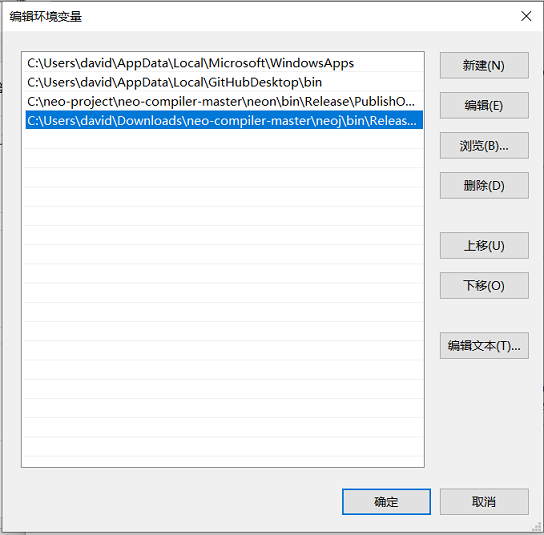 编辑环境变量
C:\Users\david\AppData\Local\Microsoft\WindowsApps
C:\Users\david\AppData\Local\GitHubDesktop\bin
C:\neo-project\neo-compiler-master\neon\bin\Release\PublishO...
C:\Users\david\Downloads\neo-compiler-master\neoj\bin\Releas...
新建(N)
编辑(E)
浏览(B)...
删除(D)
上移(U)
下移(O)
编辑文本(T)...
确定
取消